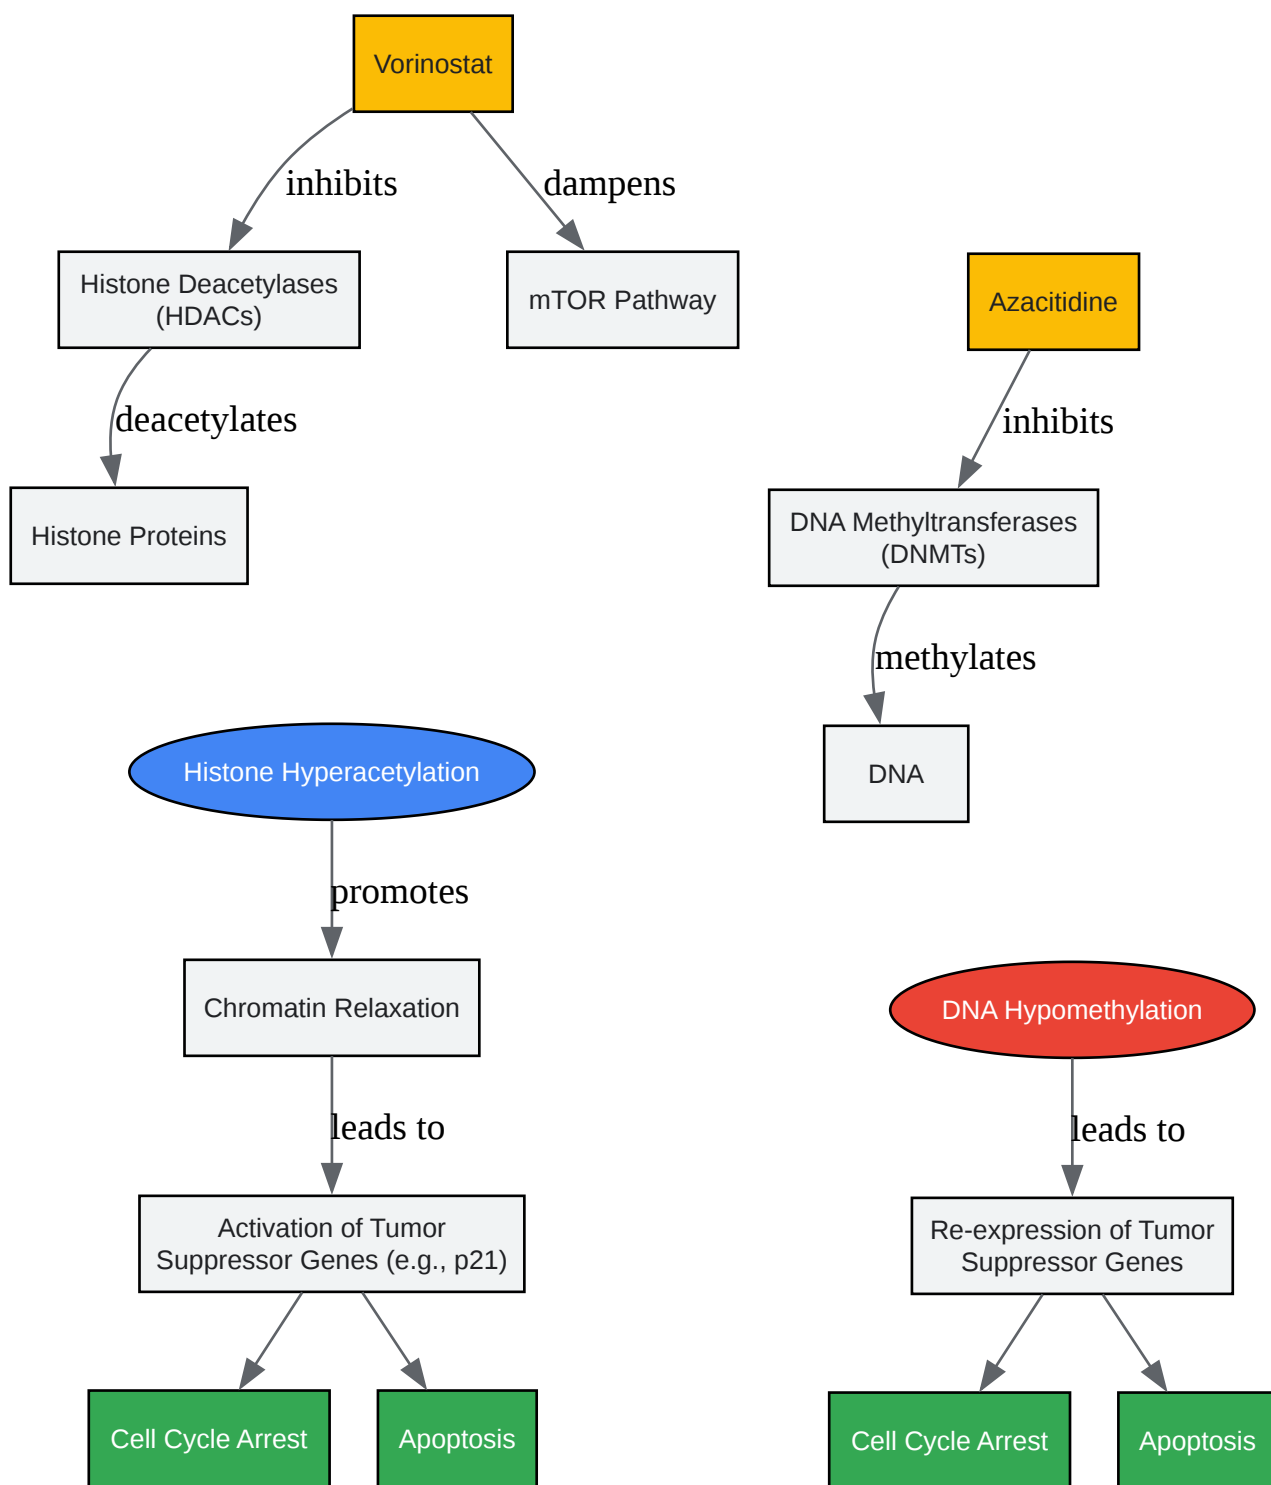 Vorinostat
inhibits
dampens
Histone Deacetylases
(HDACs)
mTOR Pathway
deacetylates
Histone Proteins
Azacitidine
inhibits
DNA Methyltransferases
(DNMTs)
methylates
DNA
Histone Hyperacetylation
promotes
Chromatin Relaxation
leads to
Activation of Tumor
Suppressor Genes (e.g., p21)
Cell Cycle Arrest
Apoptosis
DNA Hypomethylation
leads to
Re-expression of Tumor
Suppressor Genes
Cell Cycle Arrest
Apoptosis